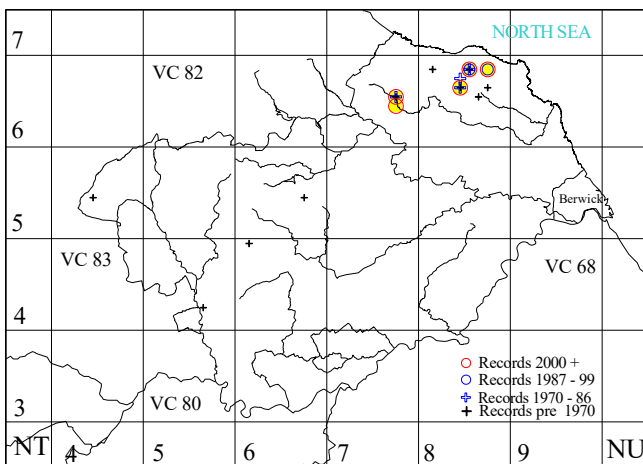 7
NORTH SEA
VC 82
6
Berwick
5
VC 83
VC 68
4
Records 2000 +
Records 1987 - 99
Records 1970 - 86
Records pre 1970
VC 80
3
NT 4 5 6 7 8 9 NU